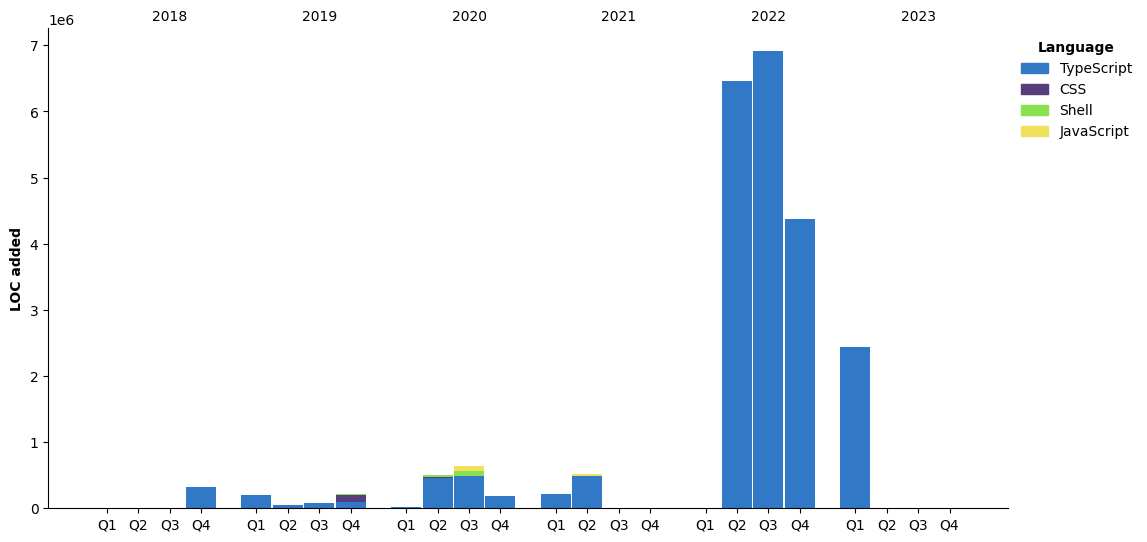 1e6
2018 2019 2020 2021 2022 2023
Language
TypeScript
CSS
Shell
JavaScript
LOC added
7
6
5
4
3
2
1
0
Q1 Q2 Q3 Q4 Q1 Q2 Q3 Q4 Q1 Q2 Q3 Q4 Q1 Q2 Q3 Q4 Q1 Q2 Q3 Q4 Q1 Q2 Q3 Q4